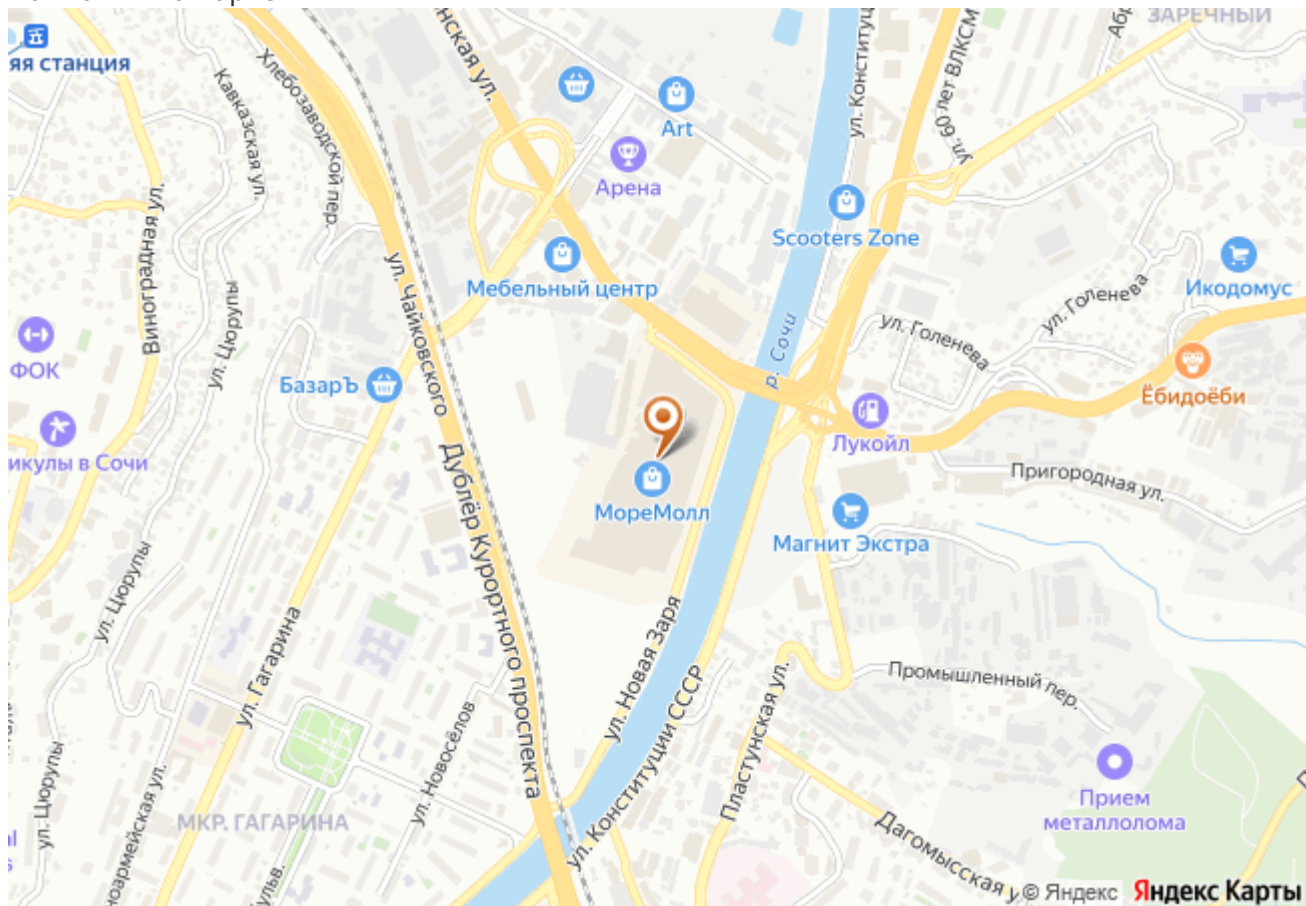 ЗАРЕЧНЫЙ
яя станция
Кавказская ул.
Хлебозаводской пер.
нская ул.
Art
Арена
ул. Конституц
ул. 60 лет ВЛКСМ
Абр
Scooters Zone
Виноградная ул.
ул. Цюрупы
ул. Чайковского
Мебельный центр
р. Сочи
ул. Голенева
ул. Голенева
Икодомус
ФОК
БазарЪ
Ёбидоёби
Лукойл
икулы в Сочи
Дублёр Курортного проспекта
МореМолл
Пригородная ул.
Магнит Экстра
ул. Цюрупы
ул. Гагарина
ул. Новая Заря
ул. Конституции СССР
Пластунская ул.
Промышленный пер.
ул. Новосёлов
ул. Цюрупы
МКР. ГАГАРИНА
Прием
металлолома
Дагомысская у
ноармейская ул.
ульв.
© Яндекс Яндекс Карты